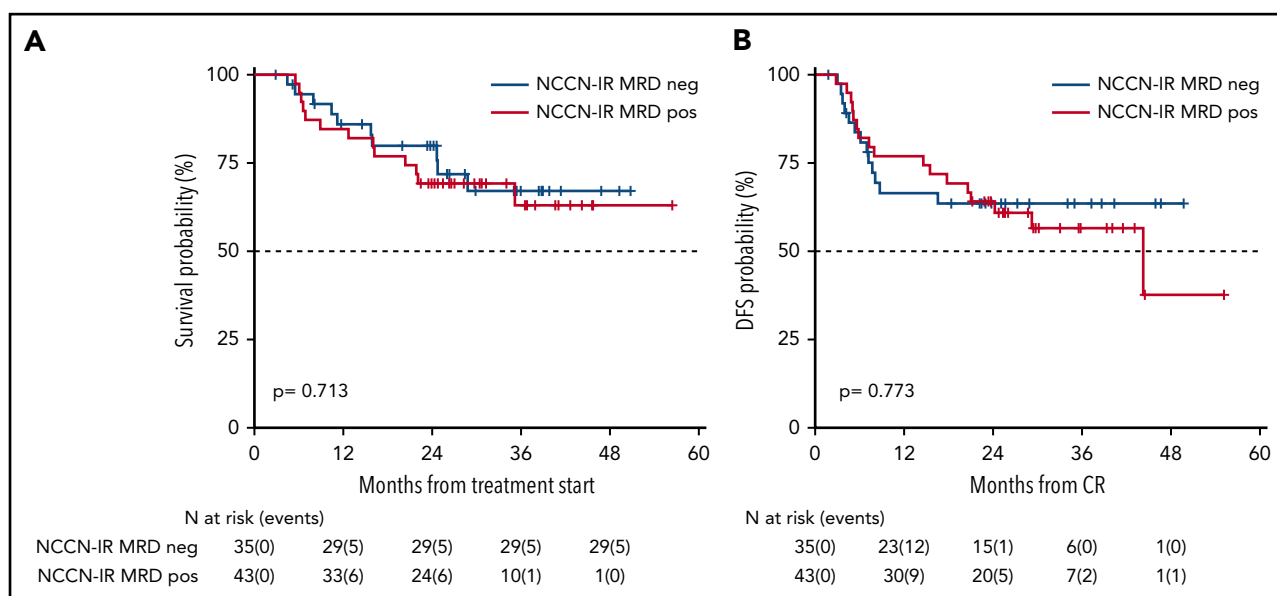 A
100
75
50
25
0
Survival probability (%)
NCCN-IR MRD neg
NCCN-IR MRD pos
p= 0.713
0 12 24 36 48 60
Months from treatment start
N at risk (events)
NCCN-IR MRD neg 35(0) 29(5) 29(5) 29(5) 29(5)
NCCN-IR MRD pos 43(0) 33(6) 24(6) 10(1) 1(0)
B
100
75
50
25
0
DFS probability (%)
NCCN-IR MRD neg
NCCN-IR MRD pos
p= 0.773
0 12 24 36 48 60
Months from CR
N at risk (events)
35(0) 23(12) 15(1) 6(0) 1(0)
43(0) 30(9) 20(5) 7(2) 1(1)